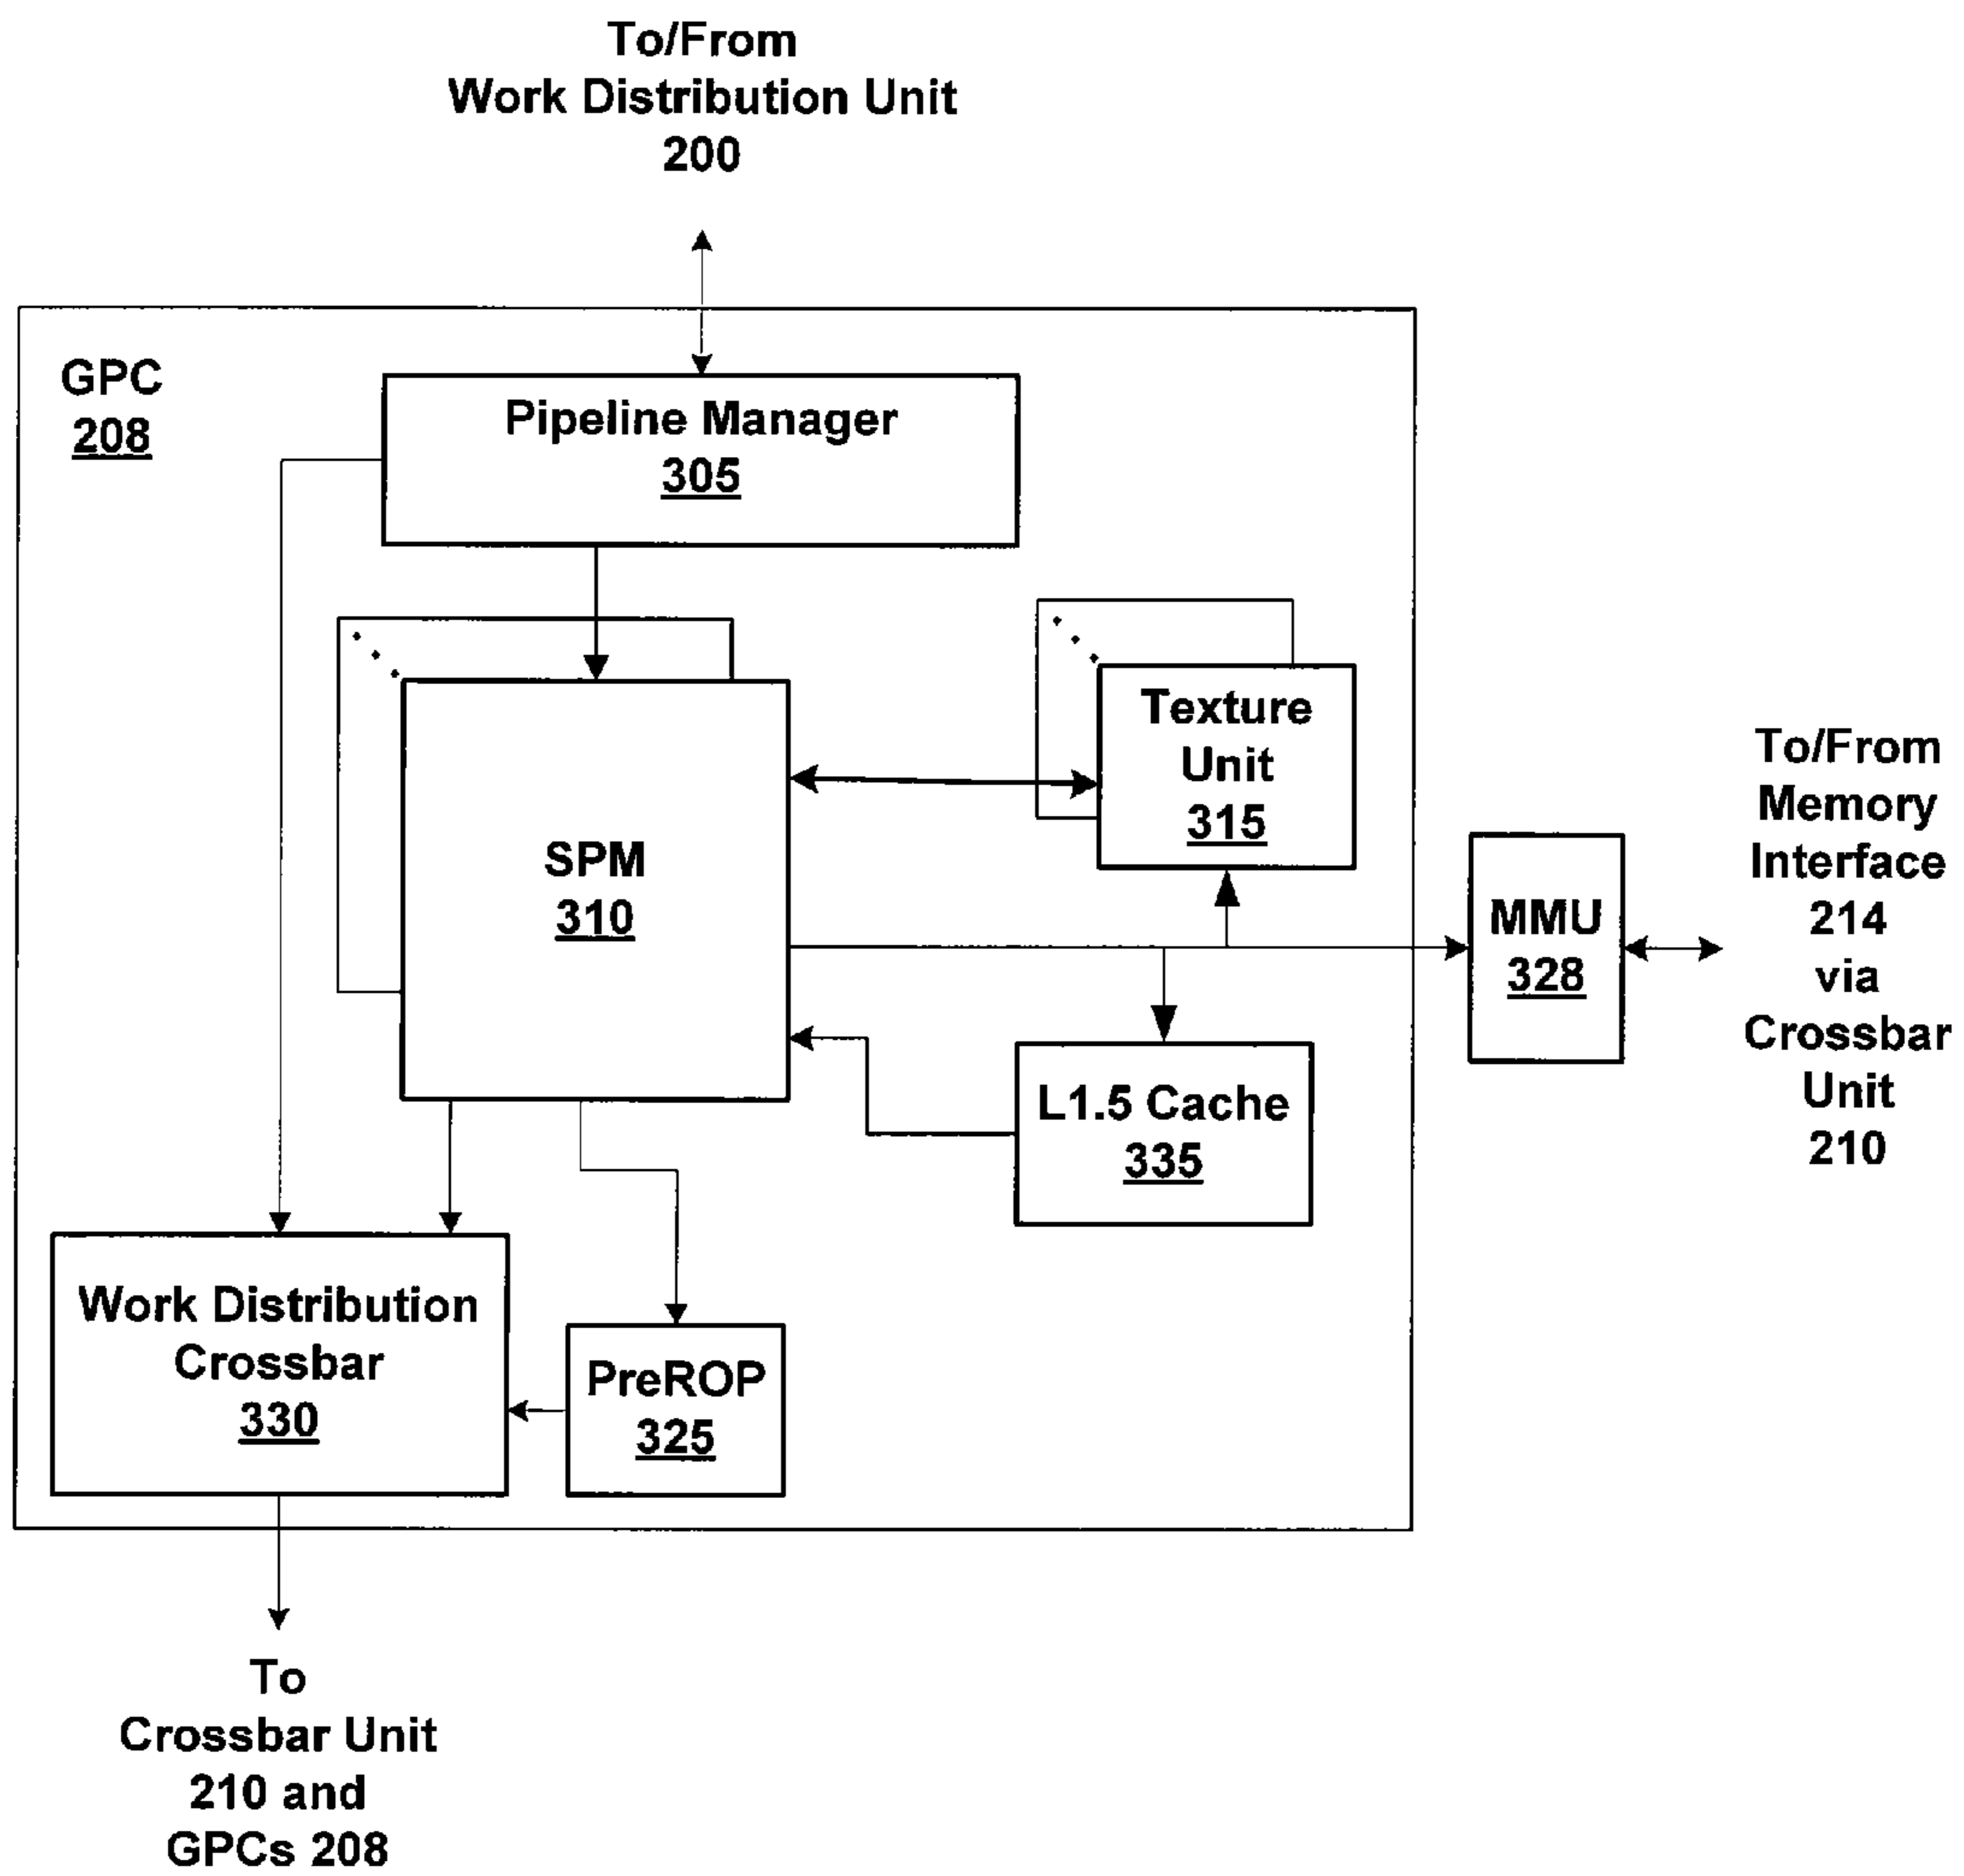 To/From
Work Distribution Unit
200
GPC
208
Pipeline Manager
305
Texture
Unit
315
SPM
310
To/From
Memory
Interface
214
via
Crossbar
Unit
210
MMU
328
L1.5 Cache
335
Work Distribution
Crossbar
330
PreROP
325
To
Crossbar Unit
210 and
GPCs 208